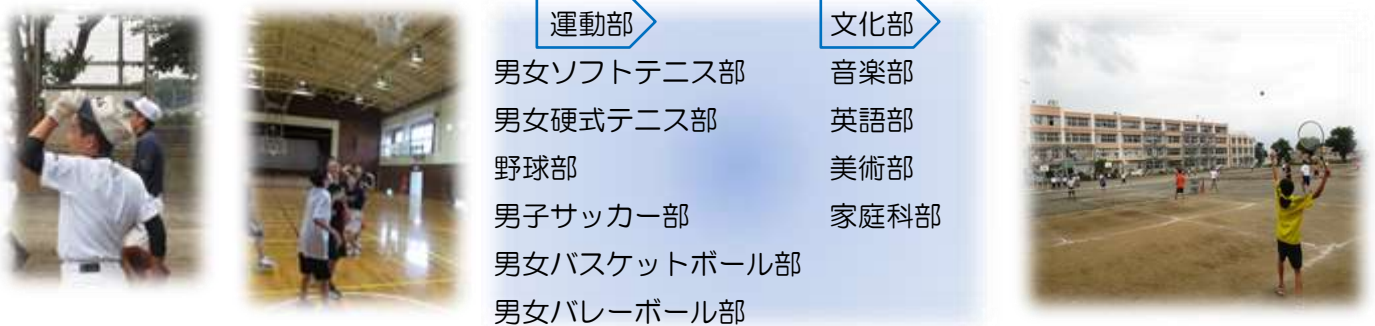 運動部
男女ソフトテニス部
男女硬式テニス部
野球部
男子サッカー部
男女バスケットボール部
男女バレーボール部
文化部
音楽部
英語部
美術部
家庭科部